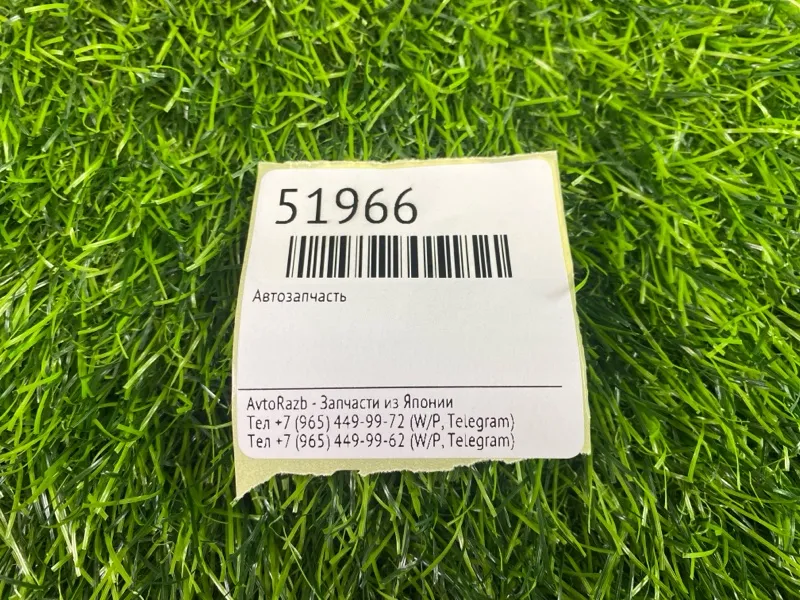 51966
Автозапчасть
AvtoRazb - Запчасти из Японии
Тел +7 (965) 449-99-72 (W/P, Telegram)
Тел +7 (965) 449-99-62 (W/P, Telegram)